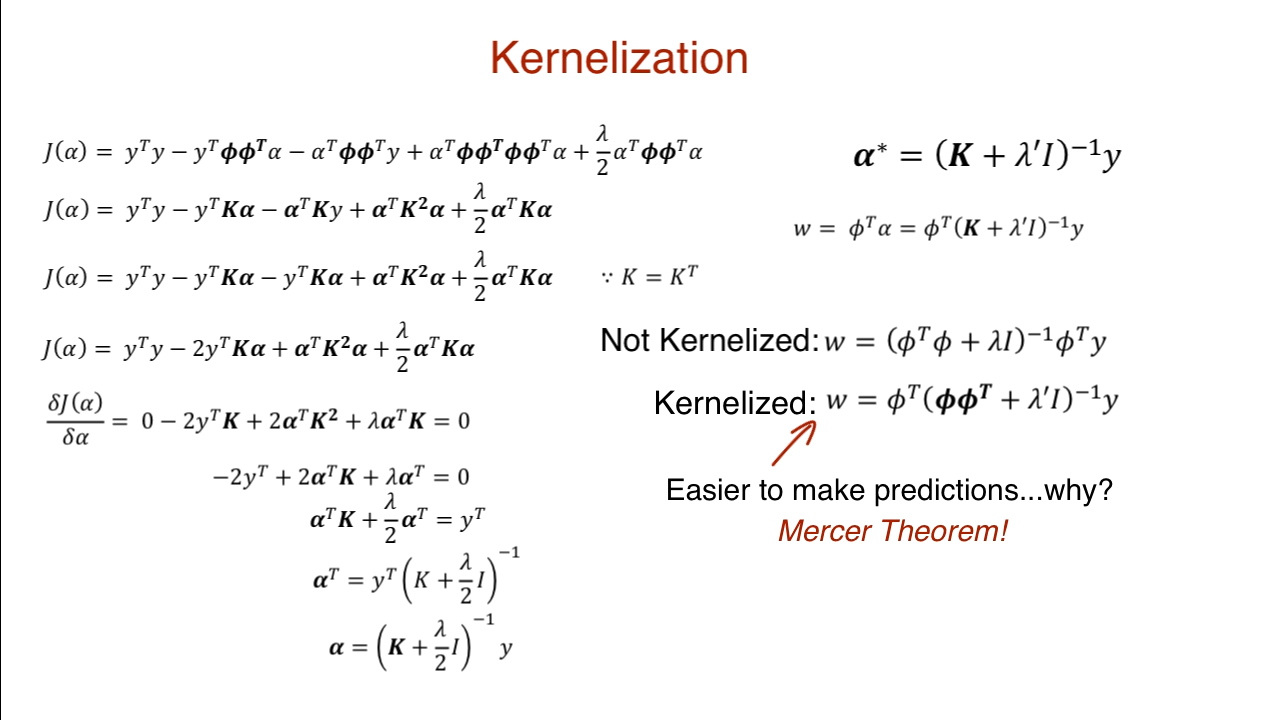 Kernelization
J(α) = yᵀy − yᵀϕϕᵀα − αᵀϕϕᵀy + αᵀϕϕᵀϕϕᵀα + λ/2 αᵀϕϕᵀα
J(α) = yᵀy − yᵀKα − αᵀKy + αᵀK²α + λ/2 αᵀKα
J(α) = yᵀy − yᵀKα − yᵀKα + αᵀK²α + λ/2 αᵀKα ∵ K = Kᵀ
J(α) = yᵀy − 2yᵀKα + αᵀK²α + λ/2 αᵀKα
δJ(α)/δα = 0 − 2yᵀK + 2αᵀK² + λαᵀK = 0
−2yᵀ + 2αᵀK + λαᵀ = 0
αᵀK + λ/2 αᵀ = yᵀ
αᵀ = yᵀ(K + λ/2 I)⁻¹
α = (K + λ/2 I)⁻¹ y
α* = (K + λ′I)⁻¹y
w = ϕᵀα = ϕᵀ(K + λ′I)⁻¹y
Not Kernelized: w = (ϕᵀϕ + λI)⁻¹ϕᵀy
Kernelized: w = ϕᵀ(ϕϕᵀ + λ′I)⁻¹y
Easier to make predictions...why?
Mercer Theorem!